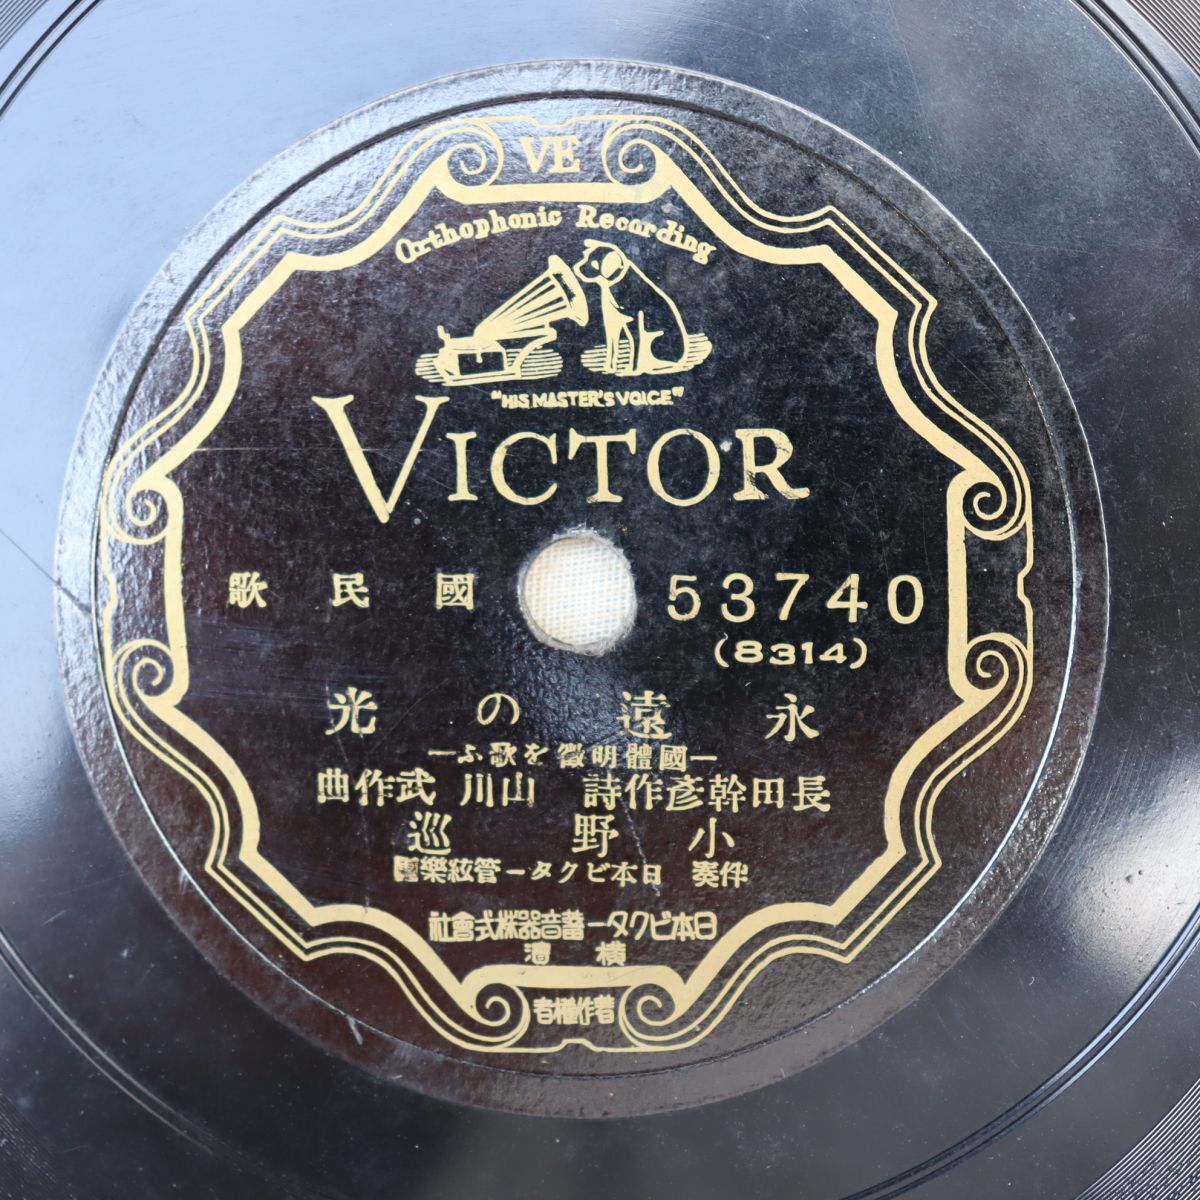 VE
Orthophonic Recording
"HIS MASTER'S VOICE"
VICTOR
國民歌
53740
(8314)
永遠の光
—國體明徵を歌ふ—
長田幹彥作詩 山川武作曲
小野巡
伴奏 日本ビクター管絃樂團
日本ビクター蓄音器株式會社
橫濱
著作權者